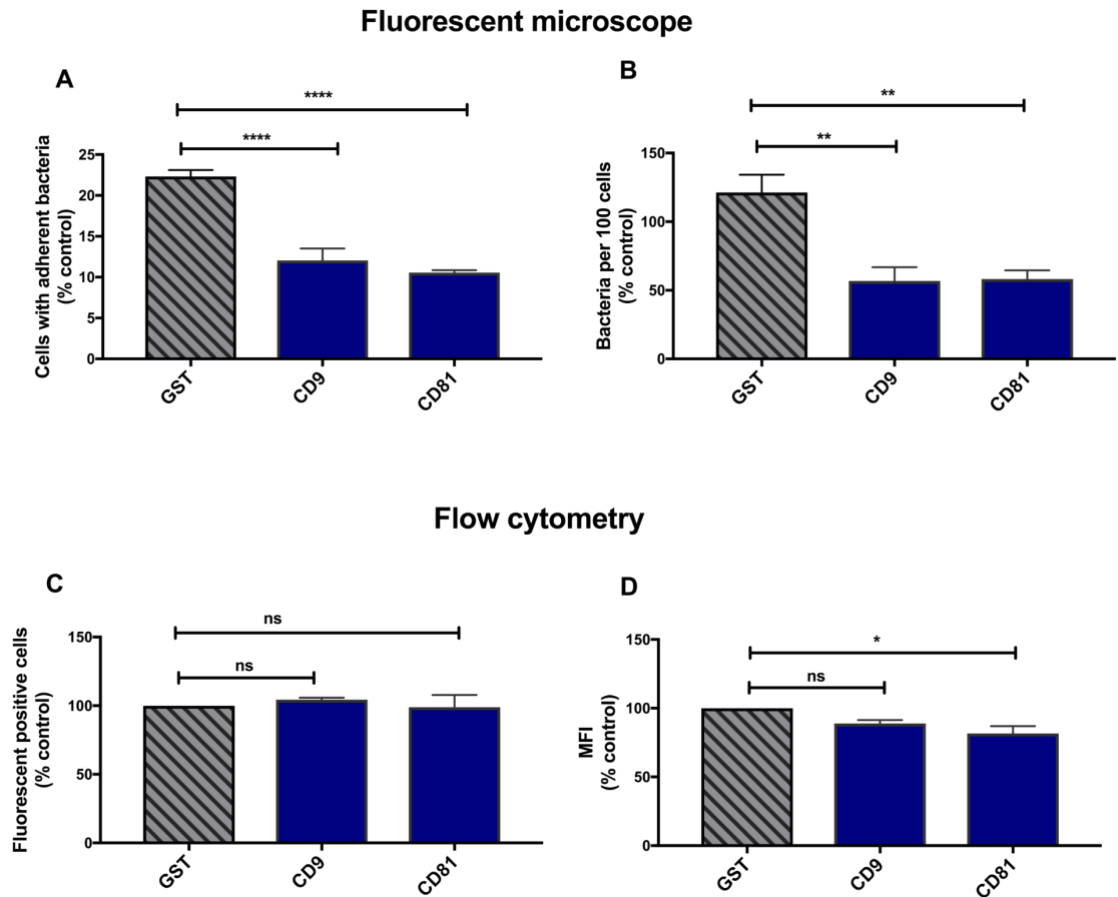 Fluorescent microscope
A
****
****
Cells with adherent bacteria
(% control)
25
20
15
10
5
0
GST
CD9
CD81
B
**
**
Bacteria per 100 cells
(% control)
150
100
50
0
GST
CD9
CD81
Flow cytometry
C
ns
ns
Fluorescent positive cells
(% control)
150
100
50
0
GST
CD9
CD81
D
*
ns
MFI
(% control)
150
100
50
0
GST
CD9
CD81